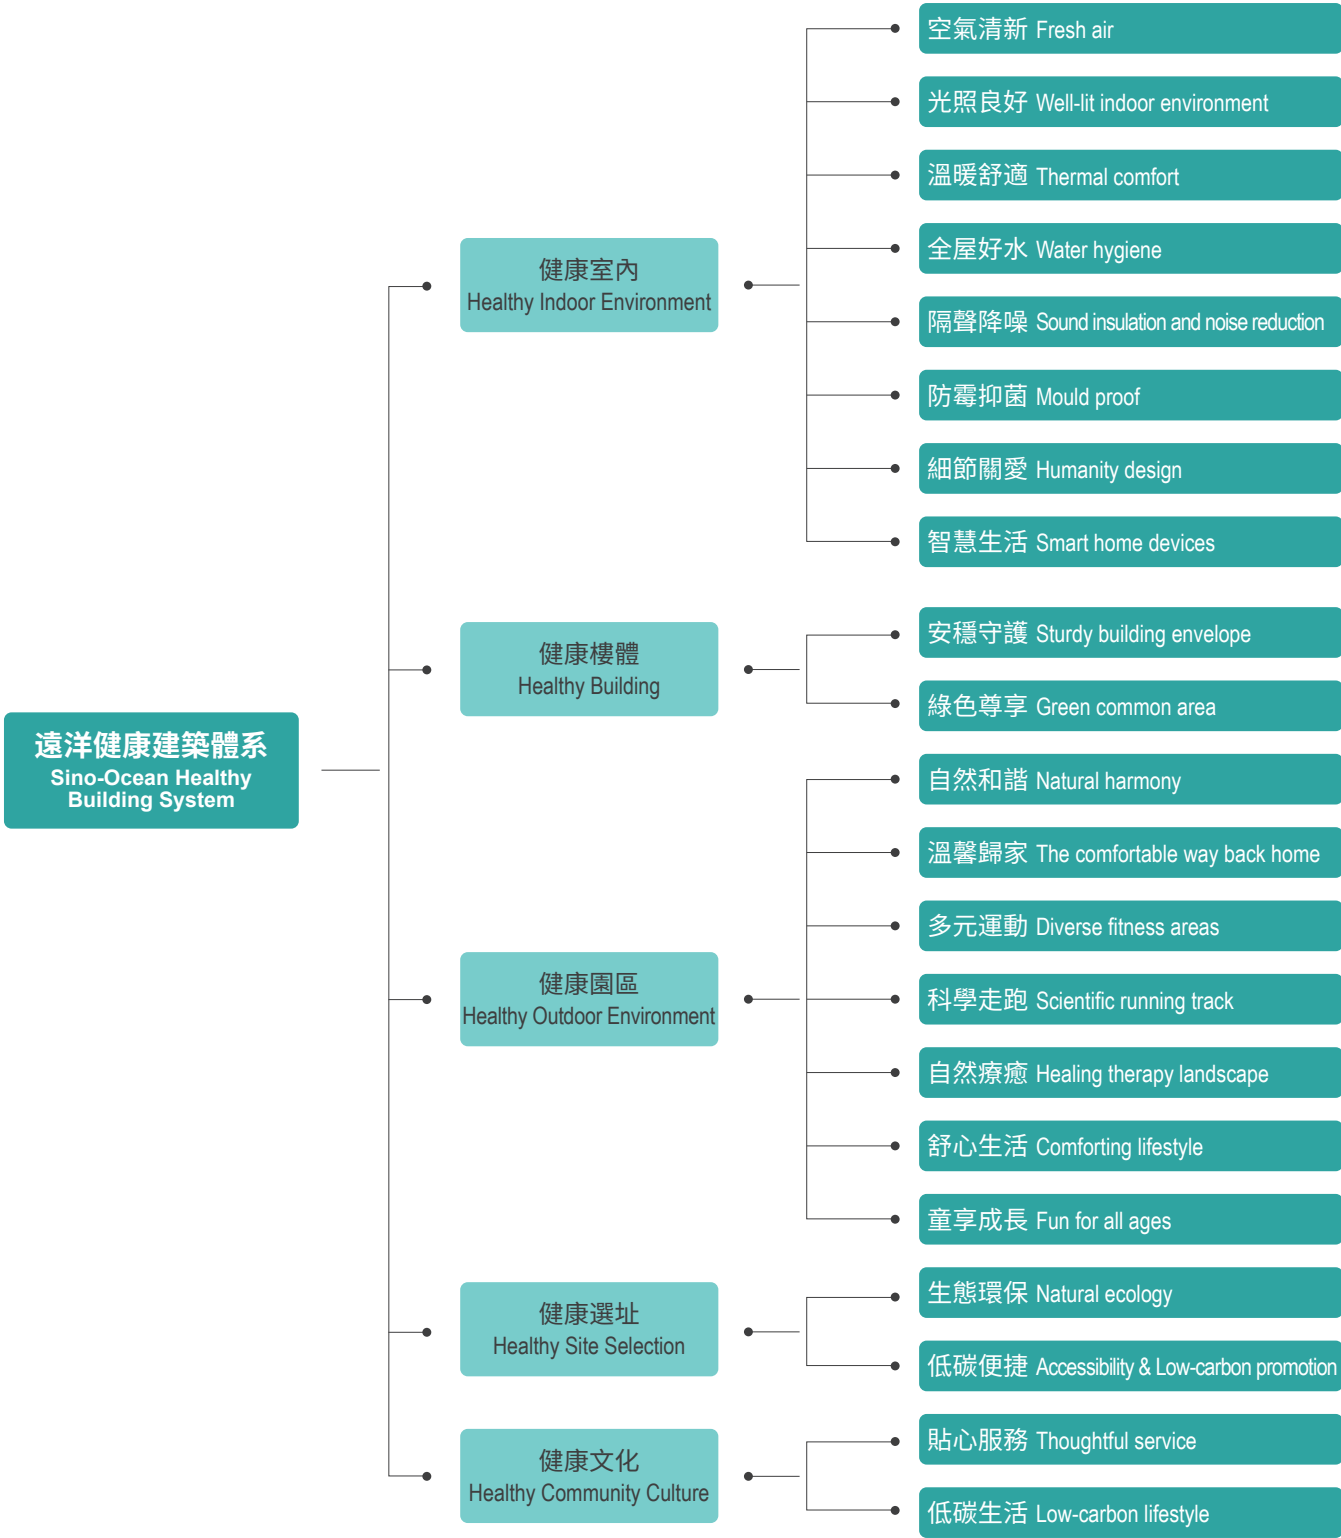 遠洋健康建築體系
Sino-Ocean Healthy
Building System
健康室內
Healthy Indoor Environment
空氣清新 Fresh air
光照良好 Well-lit indoor environment
溫暖舒適 Thermal comfort
全屋好水 Water hygiene
隔聲降噪 Sound insulation and noise reduction
防霉抑菌 Mould proof
細節關愛 Humanity design
智慧生活 Smart home devices
健康樓體
Healthy Building
安穩守護 Sturdy building envelope
綠色尊享 Green common area
健康園區
Healthy Outdoor Environment
自然和諧 Natural harmony
溫馨歸家 The comfortable way back home
多元運動 Diverse fitness areas
科學走跑 Scientific running track
自然療癒 Healing therapy landscape
舒心生活 Comforting lifestyle
童享成長 Fun for all ages
健康選址
Healthy Site Selection
生態環保 Natural ecology
低碳便捷 Accessibility & Low-carbon promotion
健康文化
Healthy Community Culture
貼心服務 Thoughtful service
低碳生活 Low-carbon lifestyle